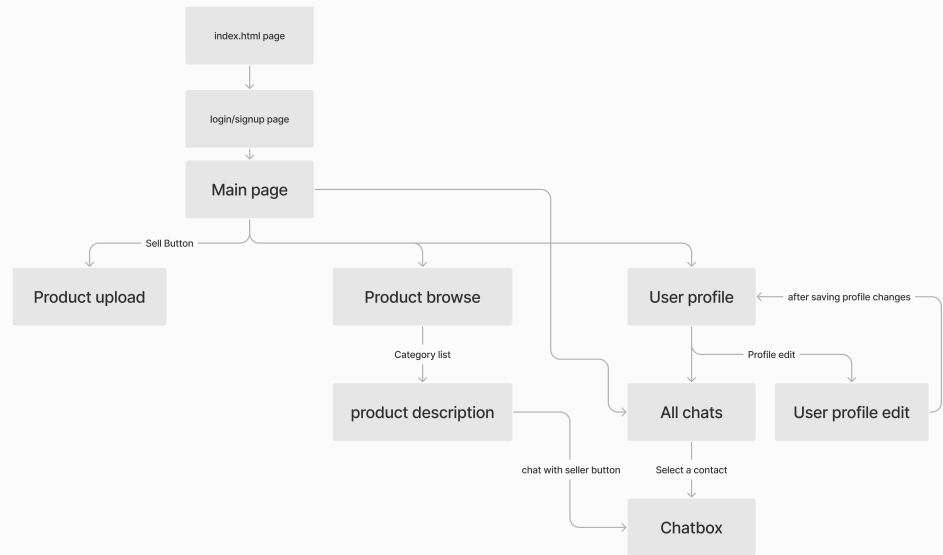 index.html page
login/signup page
Main page
Sell Button
Product upload
Product browse
User profile
after saving profile changes
Category list
Profile edit
product description
All chats
User profile edit
chat with seller button
Select a contact
Chatbox